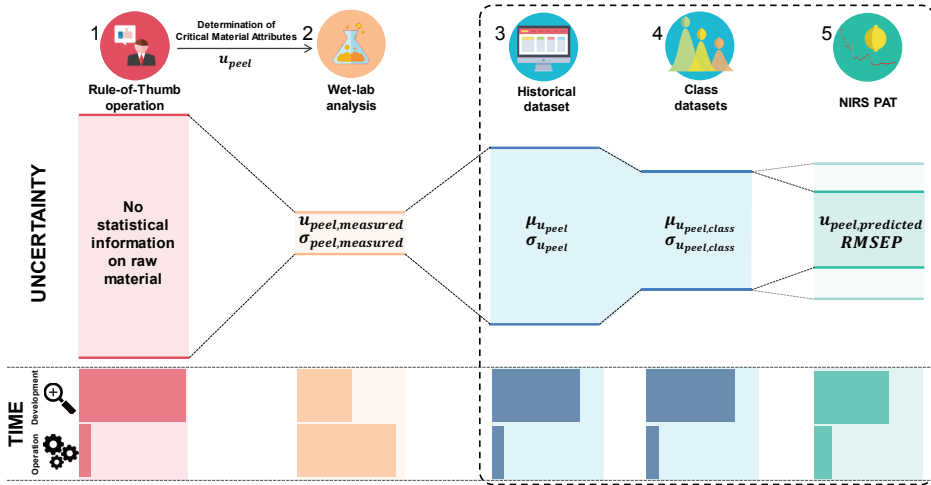 1
Determination of
Critical Material Attributes
u_peel
2
3
4
5
Rule-of-Thumb
operation
Wet-lab
analysis
Historical
dataset
Class
datasets
NIRS PAT
UNCERTAINTY
No
statistical
information
on raw
material
u_peel,measured
σ_peel,measured
μ_u_peel
σ_u_peel
μ_u_peel,class
σ_u_peel,class
u_peel,predicted
RMSEP
TIME
Development
Operation